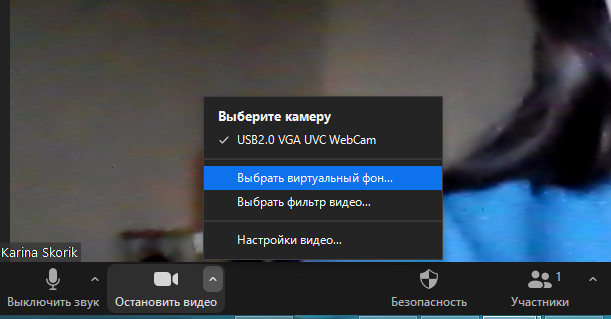 Выберите камеру
USB2.0 VGA UVC WebCam
Выбрать виртуальный фон...
Выбрать фильтр видео...
Настройки видео...
Karina Skorik
1
Выключить звук
Остановить видео
Безопасность
Участники